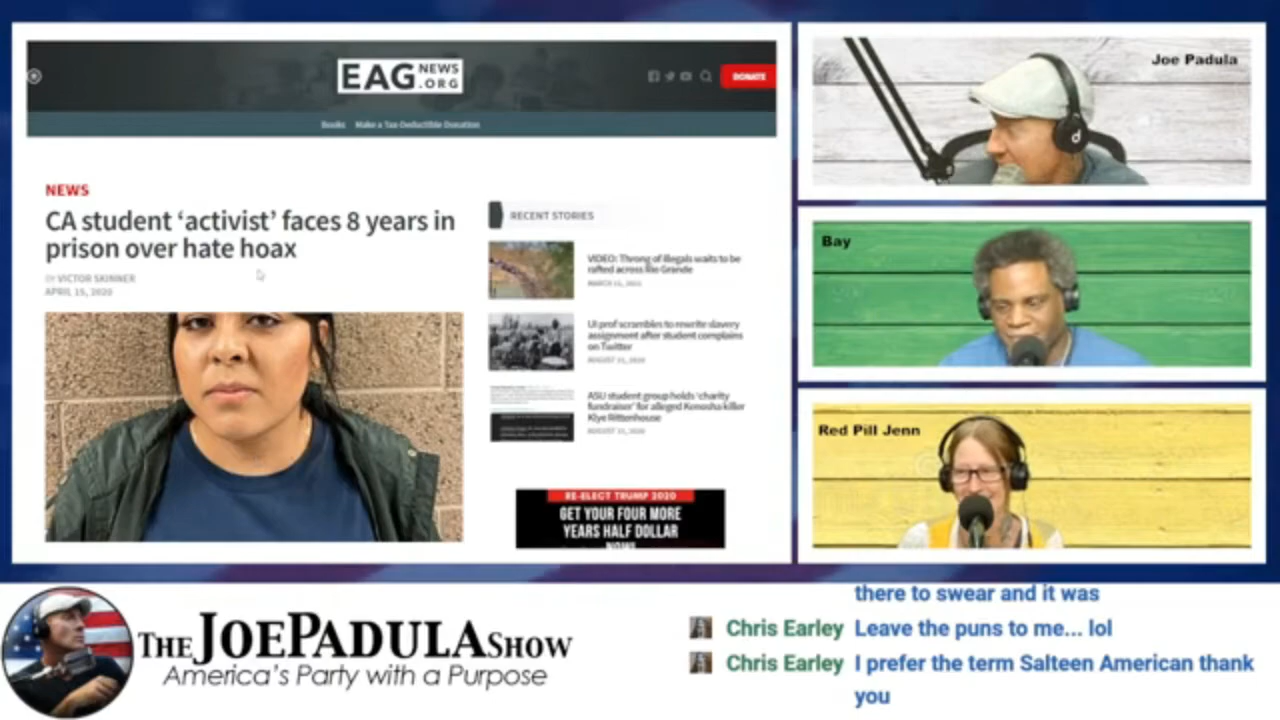 EAG NEWS .ORG
DONATE
Books Make a Tax-Deductible Donation
NEWS
CA student ‘activist’ faces 8 years in
prison over hate hoax
BY VICTOR SKINNER
APRIL 15, 2020
RECENT STORIES
VIDEO: Throng of illegals waits to be
rafted across Rio Grande
UI prof scrambles to rewrite slavery
assignment after student complains
on Twitter
ASU student group holds ‘charity
fundraiser’ for alleged Kenosha killer
Klye Rittenhouse
RE-ELECT TRUMP 2020
GET YOUR FOUR MORE
YEARS HALF DOLLAR
NOW!
Joe Padula
Bay
Red Pill Jenn
THE JOEPADULA SHOW
America's Party with a Purpose
there to swear and it was
Chris Earley Leave the puns to me... lol
Chris Earley I prefer the term Salteen American thank
you